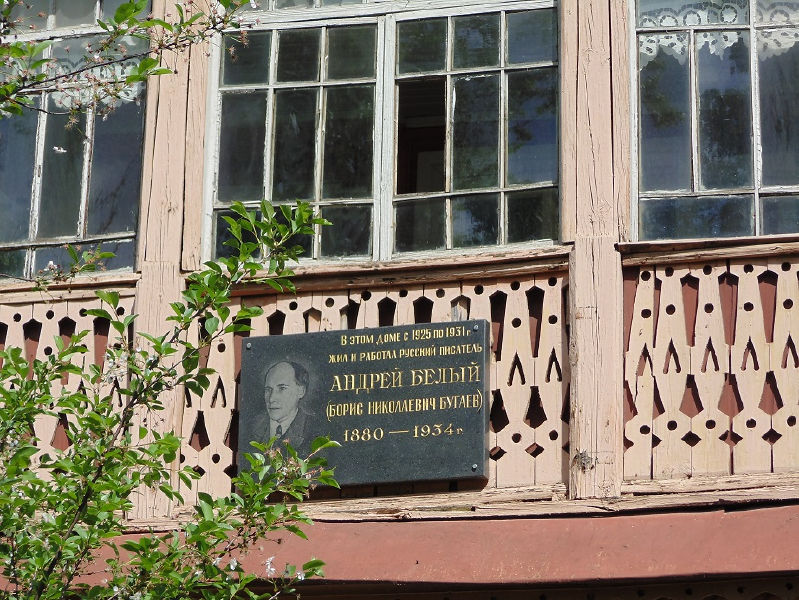 В ЭТОМ ДОМЕ С 1925 ПО 1931 Г
ЖИЛ И РАБОТАЛ РУССКИЙ ПИСАТЕЛЬ
АНДРЕЙ БЕЛЫЙ
(БОРИС НИКОЛАЕВИЧ БУГАЕВ)
1880 — 1934 г.